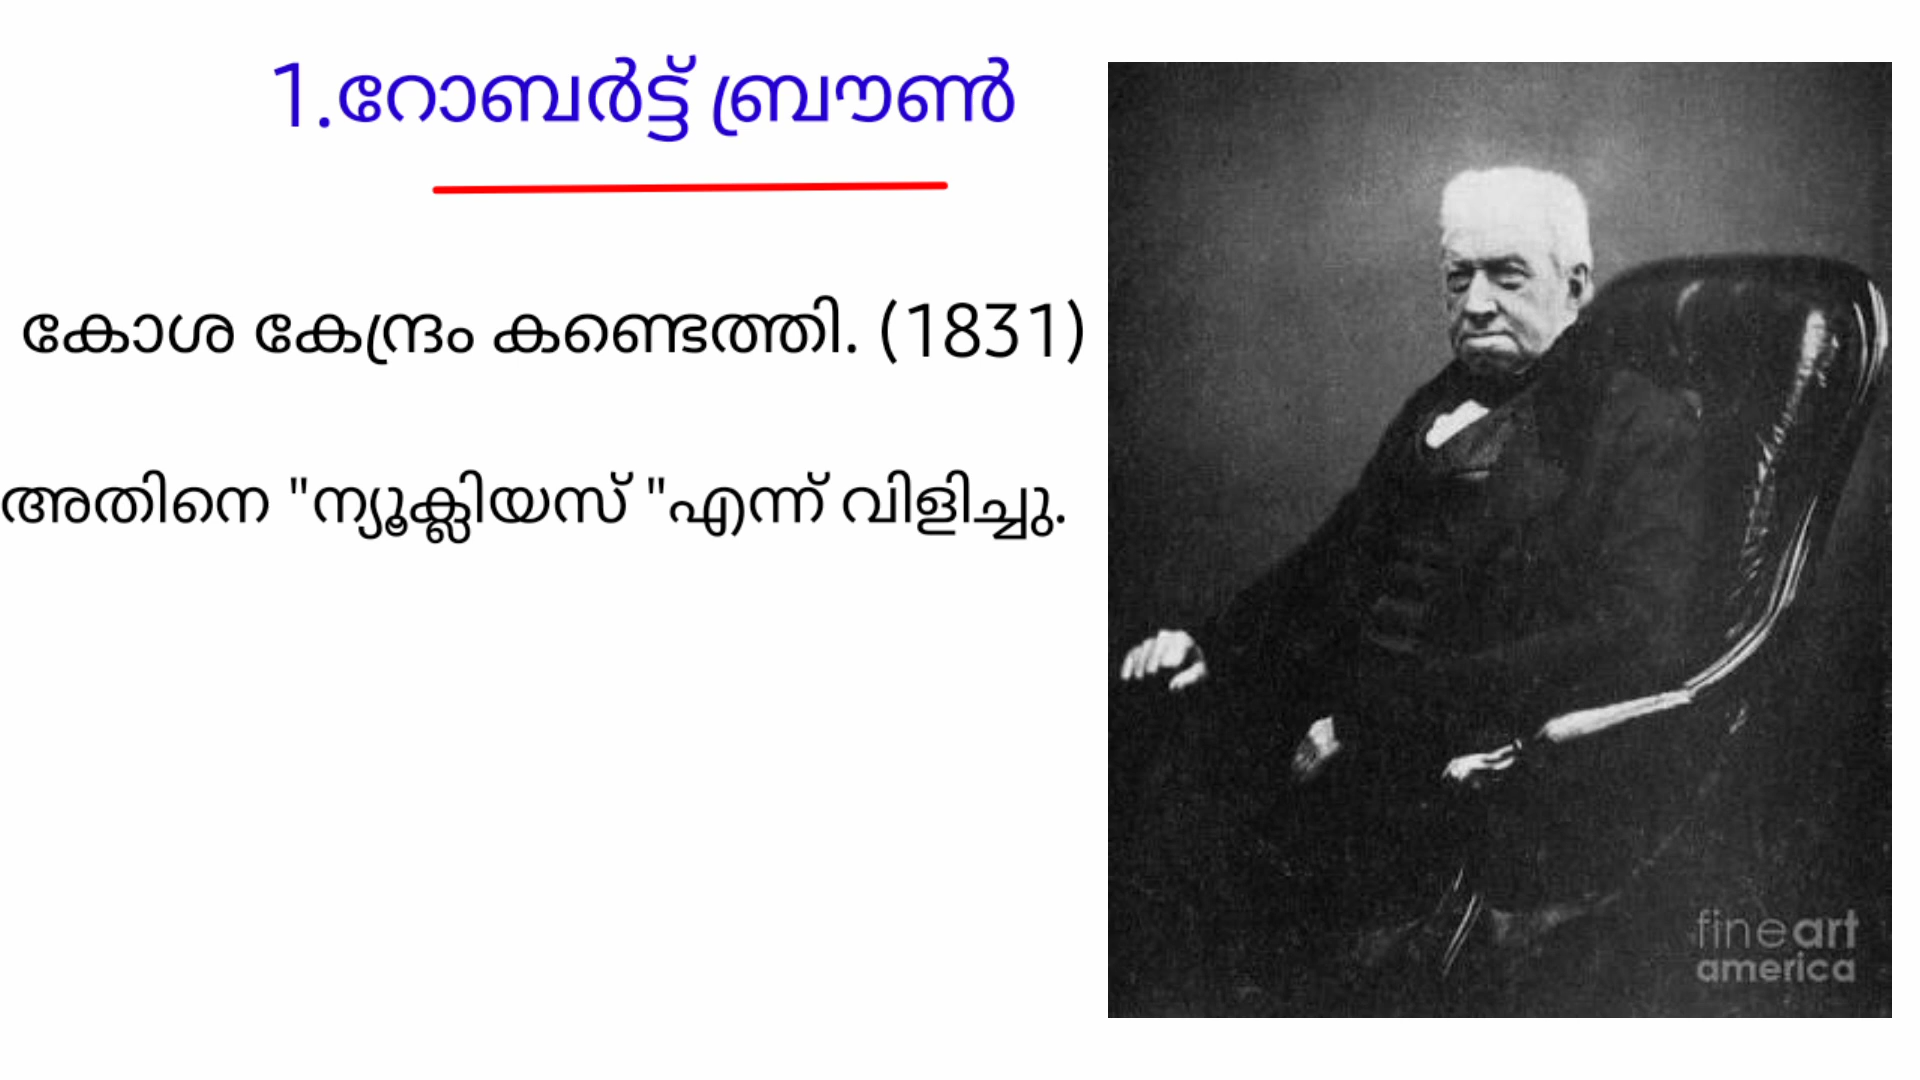 1.റോബർട്ട് ബ്രൗൺ
കോശ കേന്ദ്രം കണ്ടെത്തി. (1831)
അതിനെ "ന്യൂക്ലിയസ് "എന്ന് വിളിച്ചു.
fineart
america